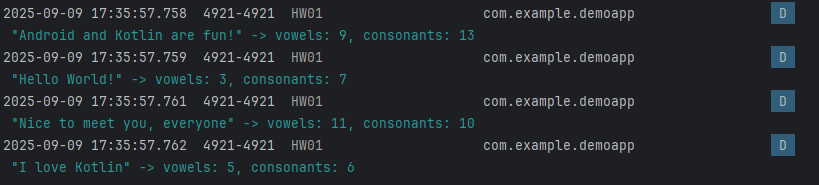 2025-09-09 17:35:57.758 4921-4921 HW01 com.example.demoapp D
"Android and Kotlin are fun!" -> vowels: 9, consonants: 13
2025-09-09 17:35:57.759 4921-4921 HW01 com.example.demoapp D
"Hello World!" -> vowels: 3, consonants: 7
2025-09-09 17:35:57.761 4921-4921 HW01 com.example.demoapp D
"Nice to meet you, everyone" -> vowels: 11, consonants: 10
2025-09-09 17:35:57.762 4921-4921 HW01 com.example.demoapp D
"I love Kotlin" -> vowels: 5, consonants: 6